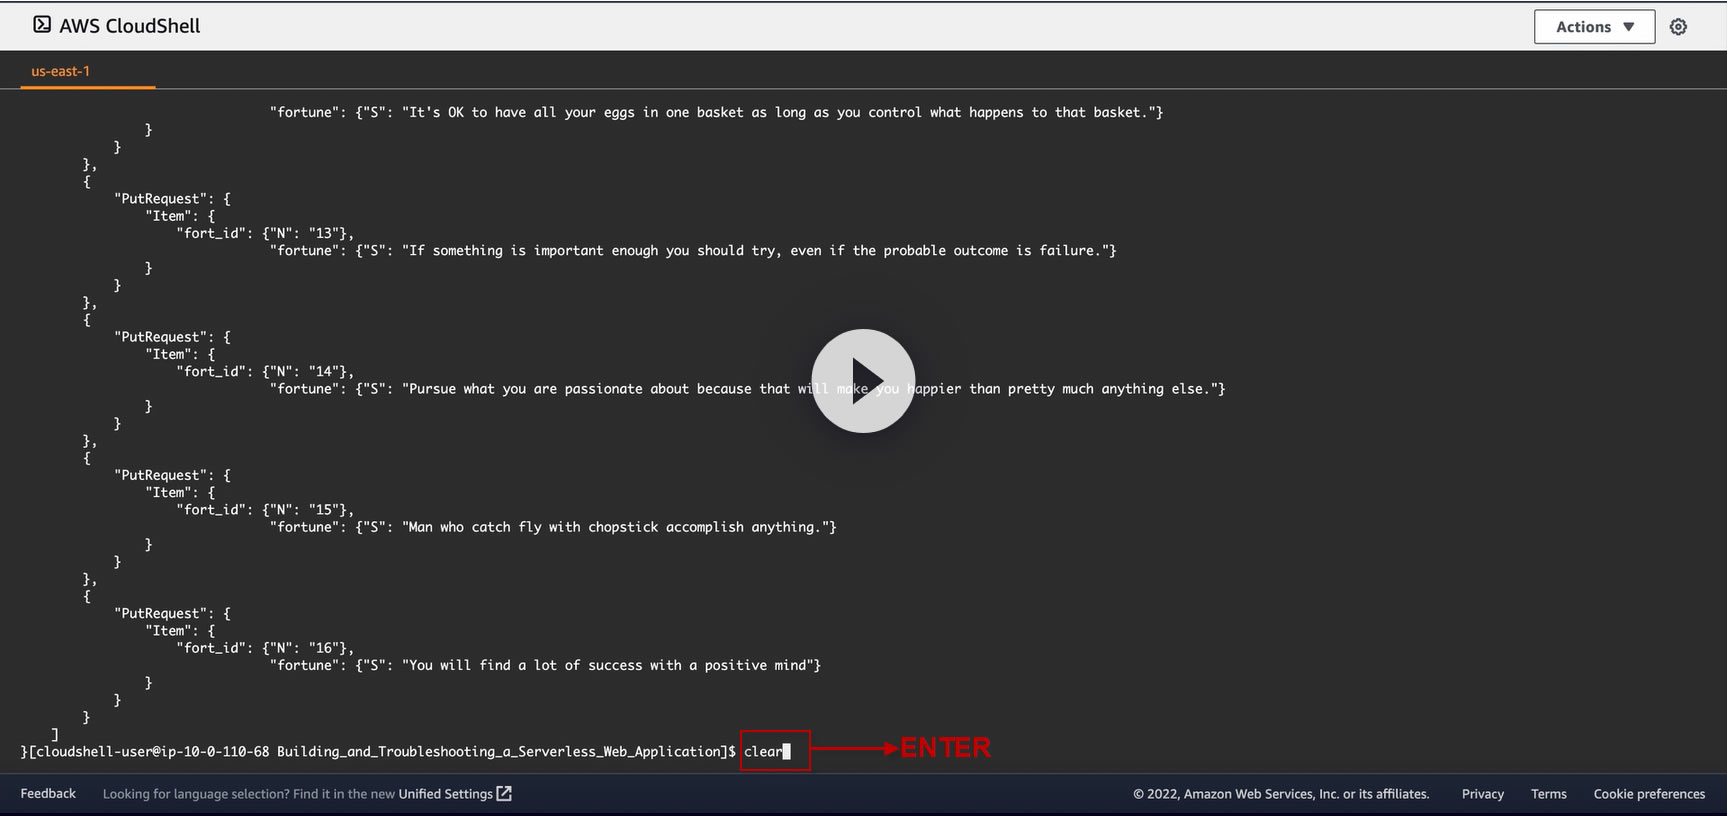 AWS CloudShell
Actions
us-east-1
"fortune": {"S": "It's OK to have all your eggs in one basket as long as you control what happens to that basket."}
}
}
},
{
"PutRequest": {
"Item": {
"fort_id": {"N": "13"},
"fortune": {"S": "If something is important enough you should try, even if the probable outcome is failure."}
}
}
},
{
"PutRequest": {
"Item": {
"fort_id": {"N": "14"},
"fortune": {"S": "Pursue what you are passionate about because that will make you happier than pretty much anything else."}
}
}
},
{
"PutRequest": {
"Item": {
"fort_id": {"N": "15"},
"fortune": {"S": "Man who catch fly with chopstick accomplish anything."}
}
}
},
{
"PutRequest": {
"Item": {
"fort_id": {"N": "16"},
"fortune": {"S": "You will find a lot of success with a positive mind"}
}
}
}
]
}[cloudshell-user@ip-10-0-110-68 Building_and_Troubleshooting_a_Serverless_Web_Application]$ clear ENTER
Feedback Looking for language selection? Find it in the new Unified Settings © 2022, Amazon Web Services, Inc. or its affiliates. Privacy Terms Cookie preferences